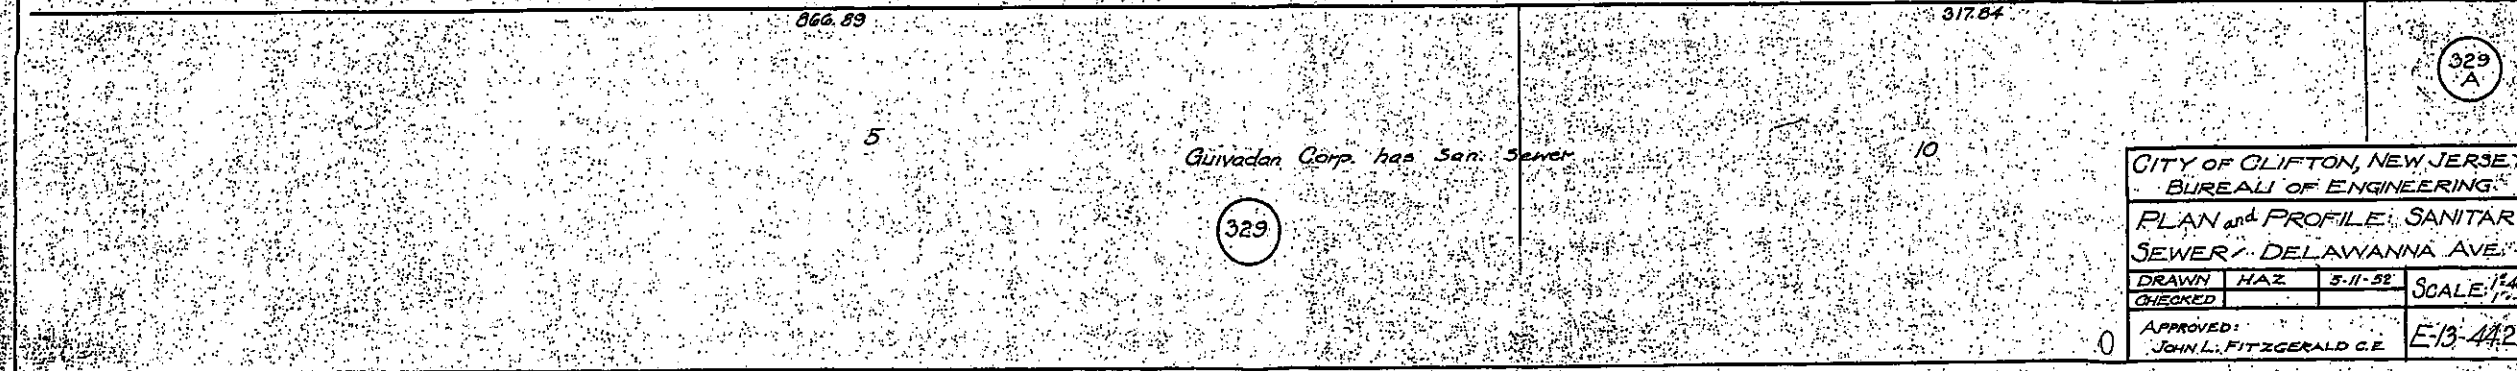 866.89
317.84
329
A
5
Guivadan Corp. has San. Sewer
10
329
CITY OF CLIFTON, NEW JERSE
BUREAU OF ENGINEERING
PLAN and PROFILE: SANITAR
SEWER - DELAWANNA AVE.
DRAWN HAZ 5-11-52
CHECKED
SCALE:
APPROVED:
JOHN L. FITZGERALD C.E.
E-13-442
0